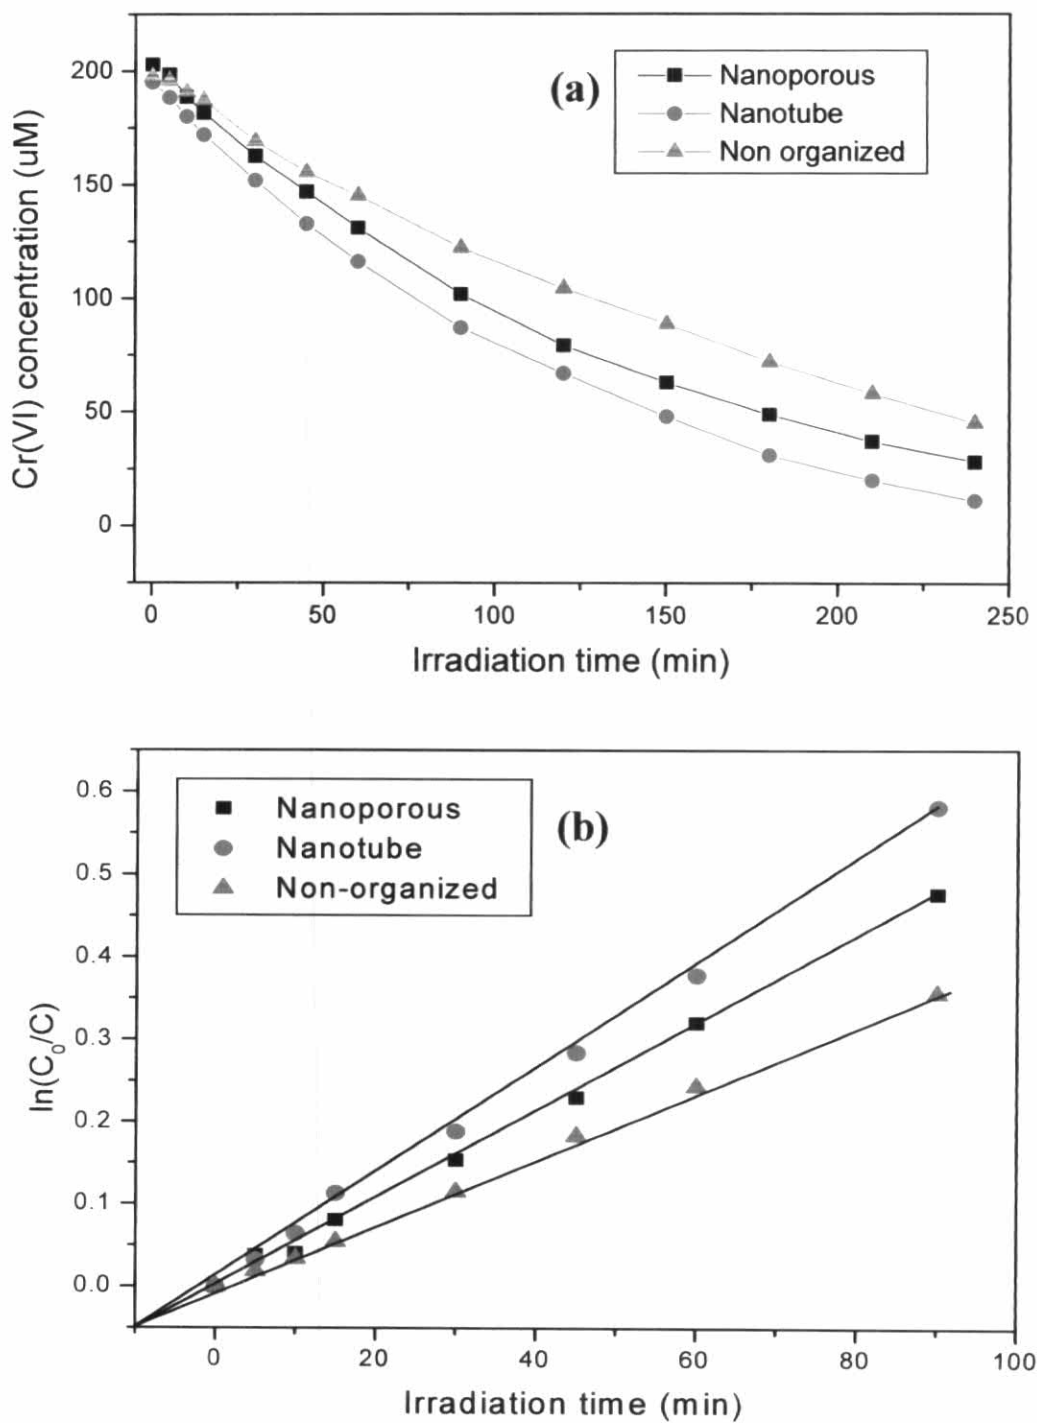 (a)
Nanoporous
Nanotube
Non organized
200
150
100
50
0
Cr(VI) concentration (uM)
0 50 100 150 200 250
Irradiation time (min)
(b)
Nanoporous
Nanotube
Non-organized
0.6
0.5
0.4
0.3
0.2
0.1
0.0
ln(C₀/C)
0 20 40 60 80 100
Irradiation time (min)